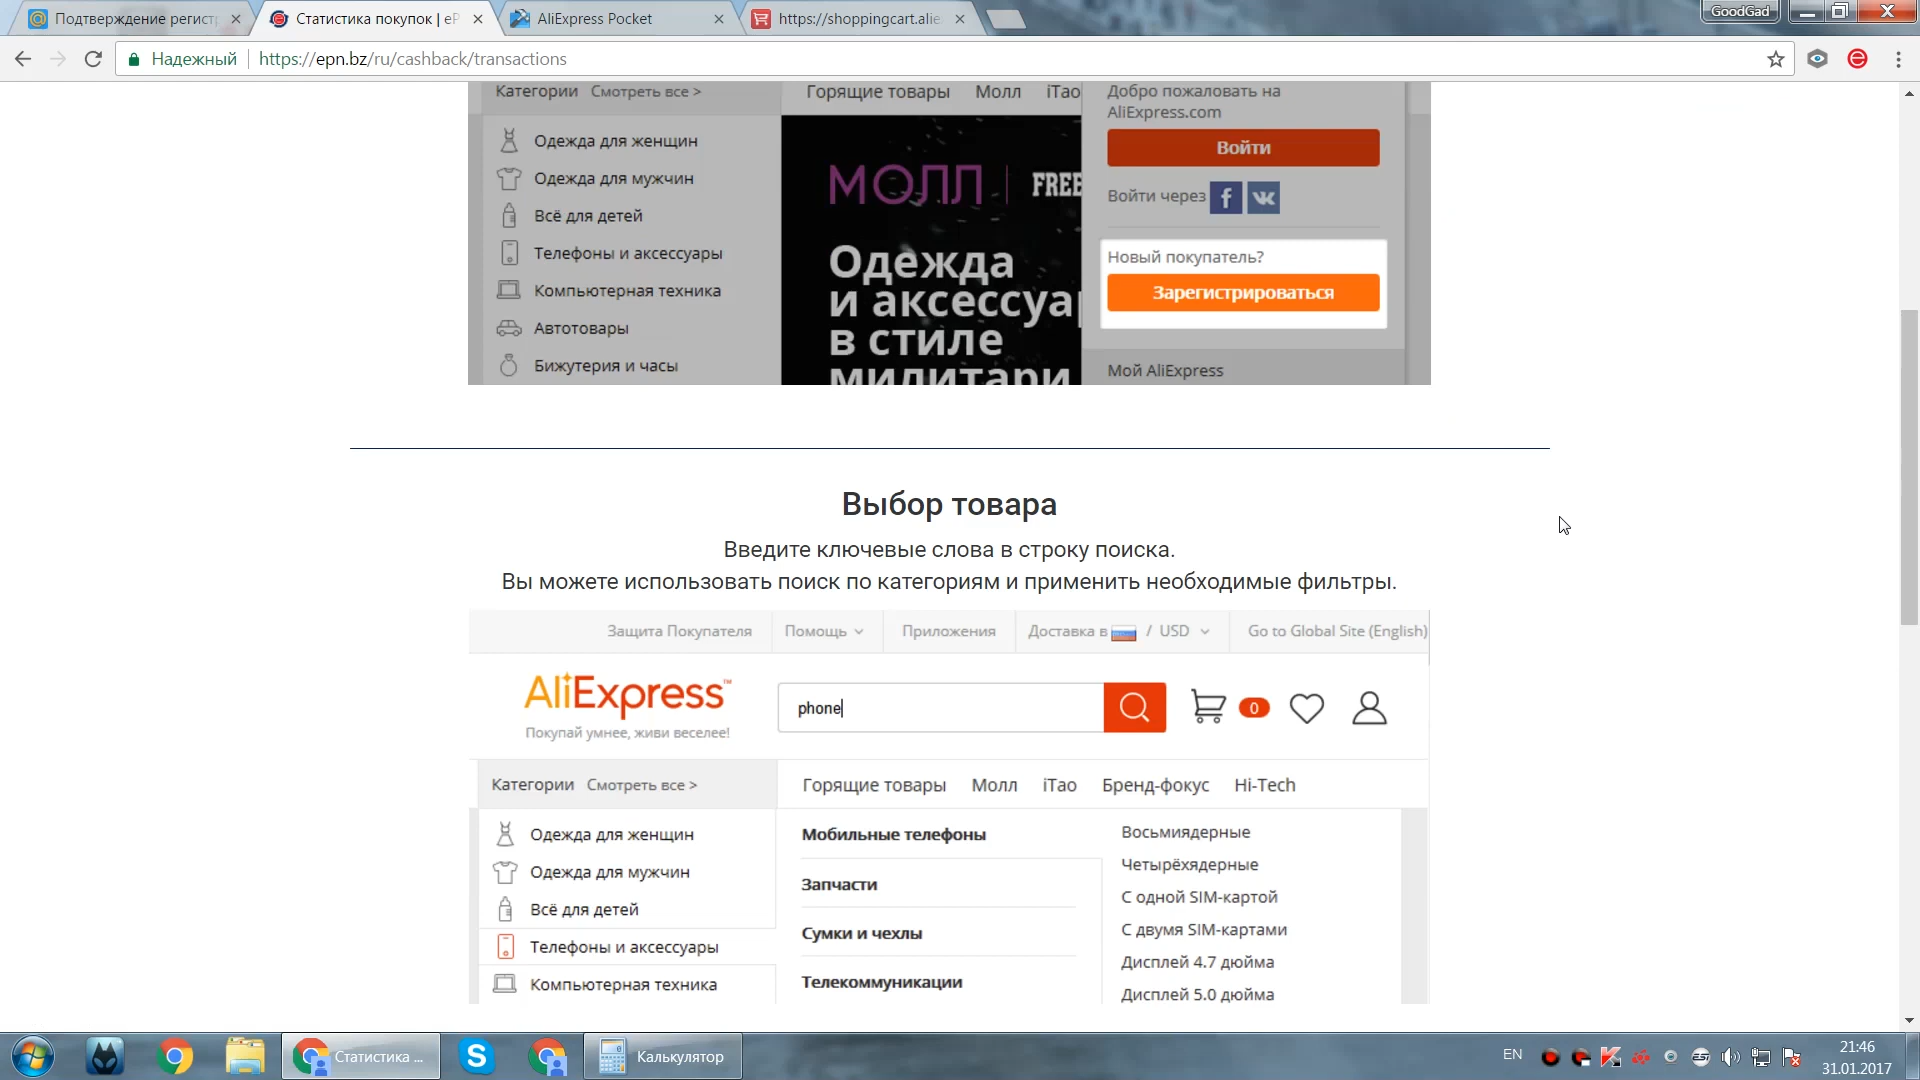 Подтверждение регистр
Статистика покупок | eP
AliExpress Pocket
https://shoppingcart.alie
GoodGad
Надежный
https://epn.bz/ru/cashback/transactions
Категории Смотреть все >
Горящие товары Молл iTao
Добро пожаловать на
AliExpress.com
Войти
Войти через
Новый покупатель?
Зарегистрироваться
Мой AliExpress
Одежда для женщин
Одежда для мужчин
Всё для детей
Телефоны и аксессуары
Компьютерная техника
Автотовары
Бижутерия и часы
МОЛЛ FREE
Одежда
и аксессуар
в стиле
милитари
Выбор товара
Введите ключевые слова в строку поиска.
Вы можете использовать поиск по категориям и применить необходимые фильтры.
Защита Покупателя Помощь Приложения Доставка в / USD Go to Global Site (English)
AliExpress™
Покупай умнее, живи веселее!
phone
0
Категории Смотреть все >
Горящие товары Молл iTao Бренд-фокус Hi-Tech
Одежда для женщин
Одежда для мужчин
Всё для детей
Телефоны и аксессуары
Компьютерная техника
Мобильные телефоны
Запчасти
Сумки и чехлы
Телекоммуникации
Восьмиядерные
Четырёхядерные
С одной SIM-картой
С двумя SIM-картами
Дисплей 4.7 дюйма
Дисплей 5.0 дюйма
Статистика ...
Калькулятор
EN
21:46
31.01.2017